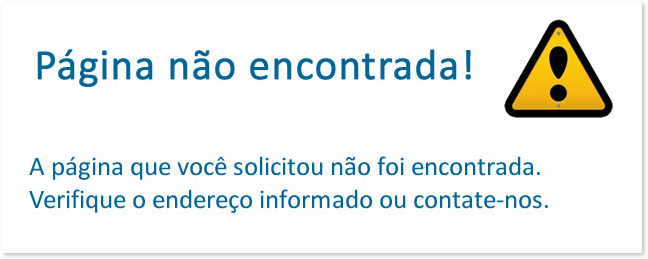 Página não encontrada!
A página que você solicitou não foi encontrada.
Verifique o endereço informado ou contate-nos.